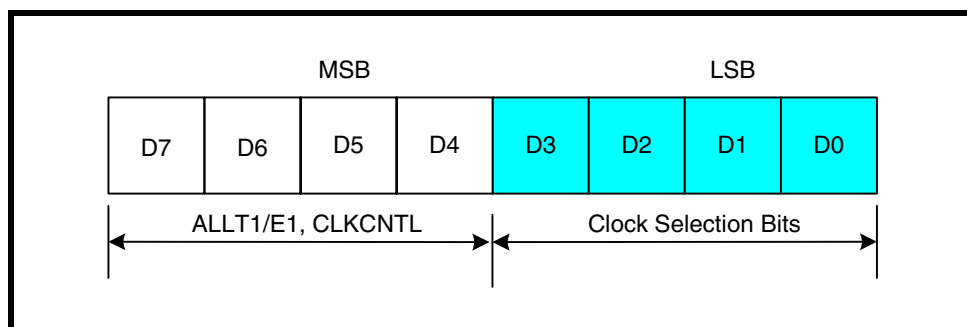 MSB LSB
D7 D6 D5 D4 D3 D2 D1 D0
ALLT1/E1, CLKCNTL Clock Selection Bits